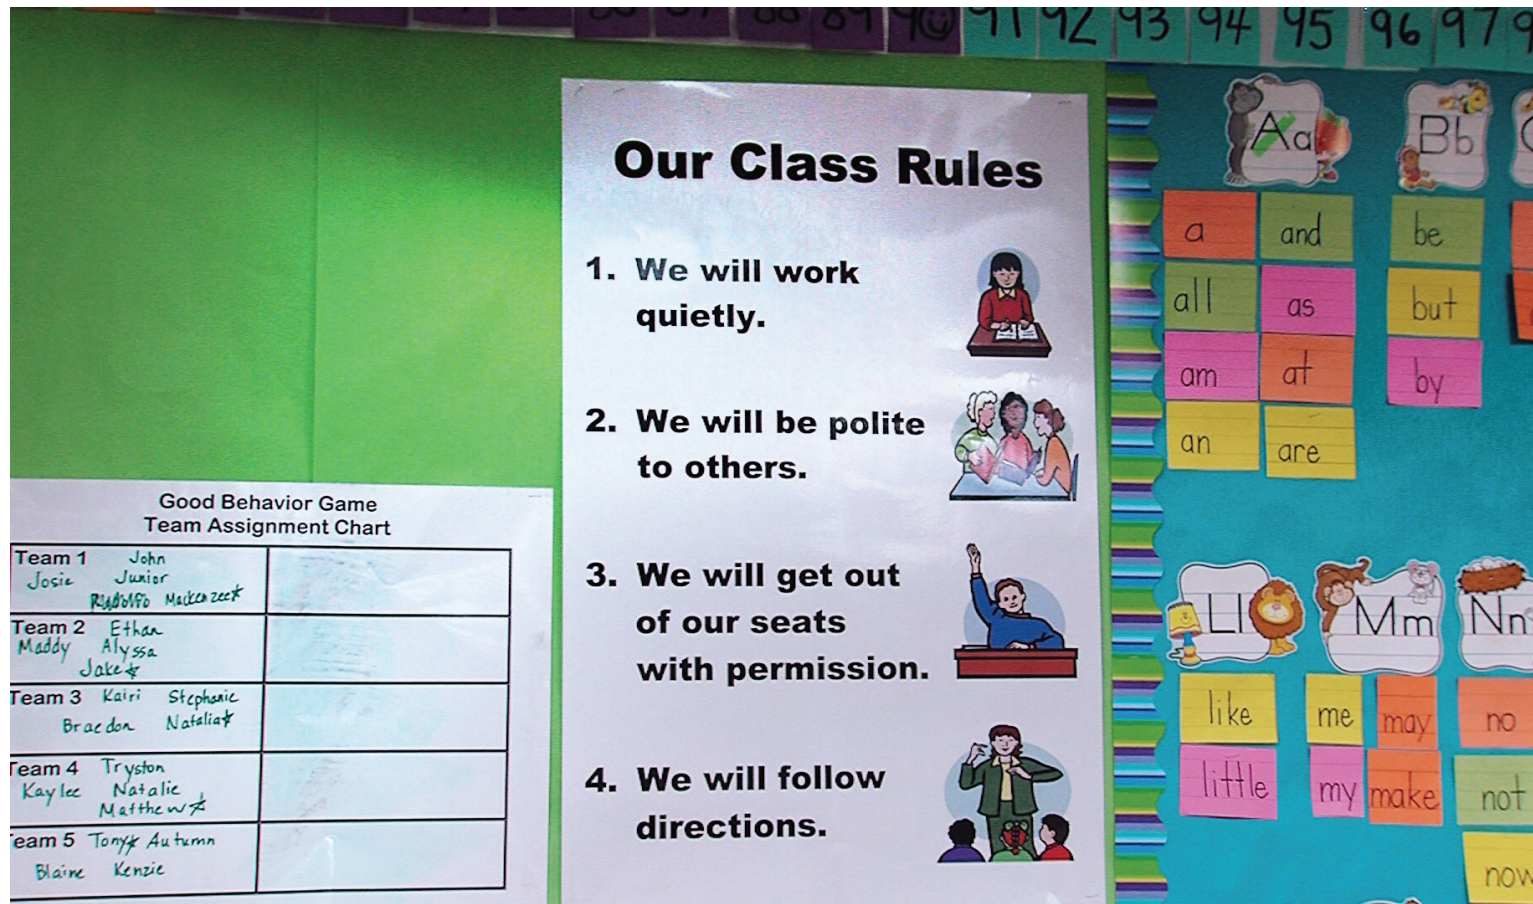 91 92 93 94 95 96 97
Our Class Rules
1. We will work
quietly.
2. We will be polite
to others.
3. We will get out
of our seats
with permission.
4. We will follow
directions.
Good Behavior Game
Team Assignment Chart
Team 1 John
Josie Junior
Mackenzee
Team 2 Ethan
Maddy Alyssa
Jake
Team 3 Kairi Stephanie
Braedon Natalia
Team 4 Tryston
Kaylee Natalie
Matthew
Team 5 Tony Autumn
Blaine Kenzie
Aa Bb
a and be
all as but
am at by
an are
Ll Mm Nn
like me may no
little my make not
now